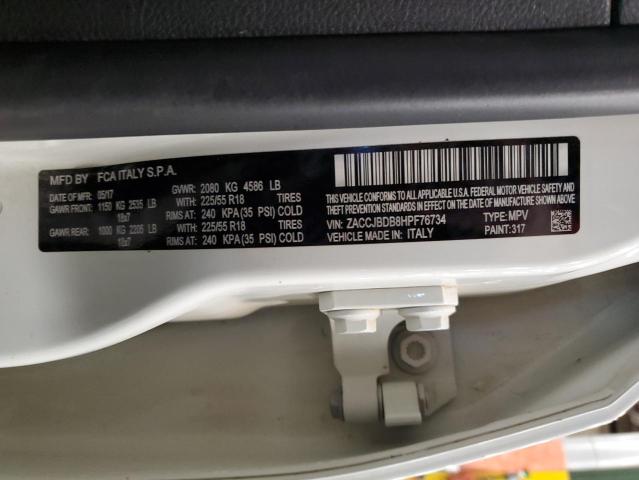 MFD BY FCA ITALY S.P.A.
DATE OF MFR: 05/17 GVWR: 2080 KG 4586 LB
GAWR FRONT: 1150 KG 2535 LB 225/55 R18 TIRES
18x7 RIMS AT: 240 KPA(35 PSI) COLD
GAWR REAR: 1000 KG 2205 LB WITH 225/55 R18 TIRES
18x7 RIMS AT: 240 KPA(35 PSI) COLD
THIS VEHICLE CONFORMS TO ALL APPLICABLE U.S.A. FEDERAL MOTOR VEHICLE
SAFETY, BUMPER, AND THEFT PREVENTION STANDARDS IN EFFECT ON THE DATE OF MANUFACTURE SHOWN ABOVE.
VIN: ZACCJBDB8HPF76734 TYPE: MPV
VEHICLE MADE IN: ITALY PAINT: 317